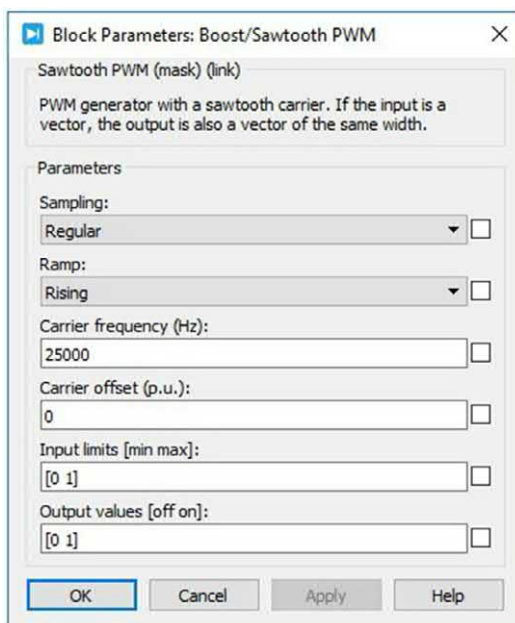 Block Parameters: Boost/Sawtooth PWM
Sawtooth PWM (mask) (link)
PWM generator with a sawtooth carrier. If the input is a
vector, the output is also a vector of the same width.
Parameters
Sampling:
Regular
Ramp:
Rising
Carrier frequency (Hz):
25000
Carrier offset (p.u.):
0
Input limits [min max]:
[0 1]
Output values [off on]:
[0 1]
OK Cancel Apply Help